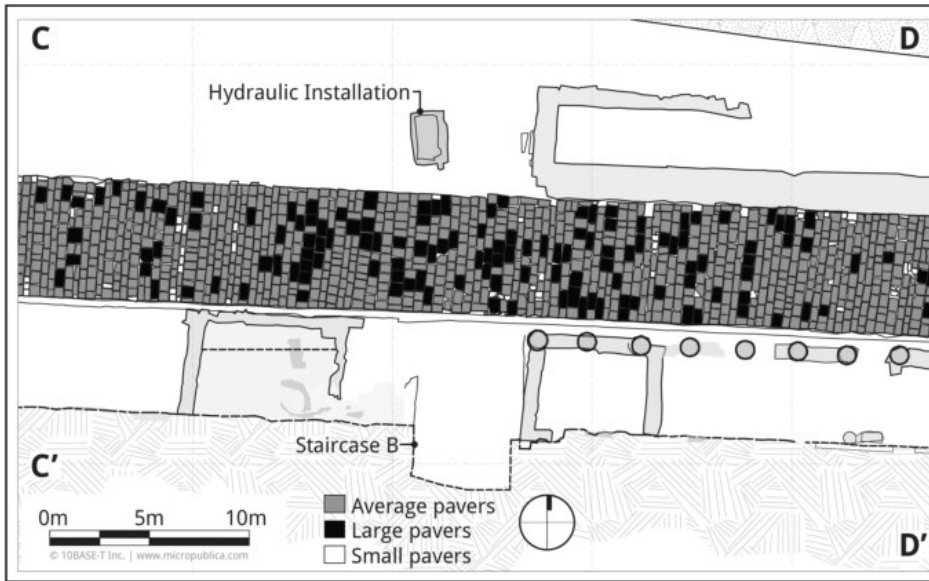 C
D
Hydraulic Installation
Staircase B
C'
D'
0m 5m 10m
© 10BASE-T Inc. | www.micropublica.com
Average pavers
Large pavers
Small pavers